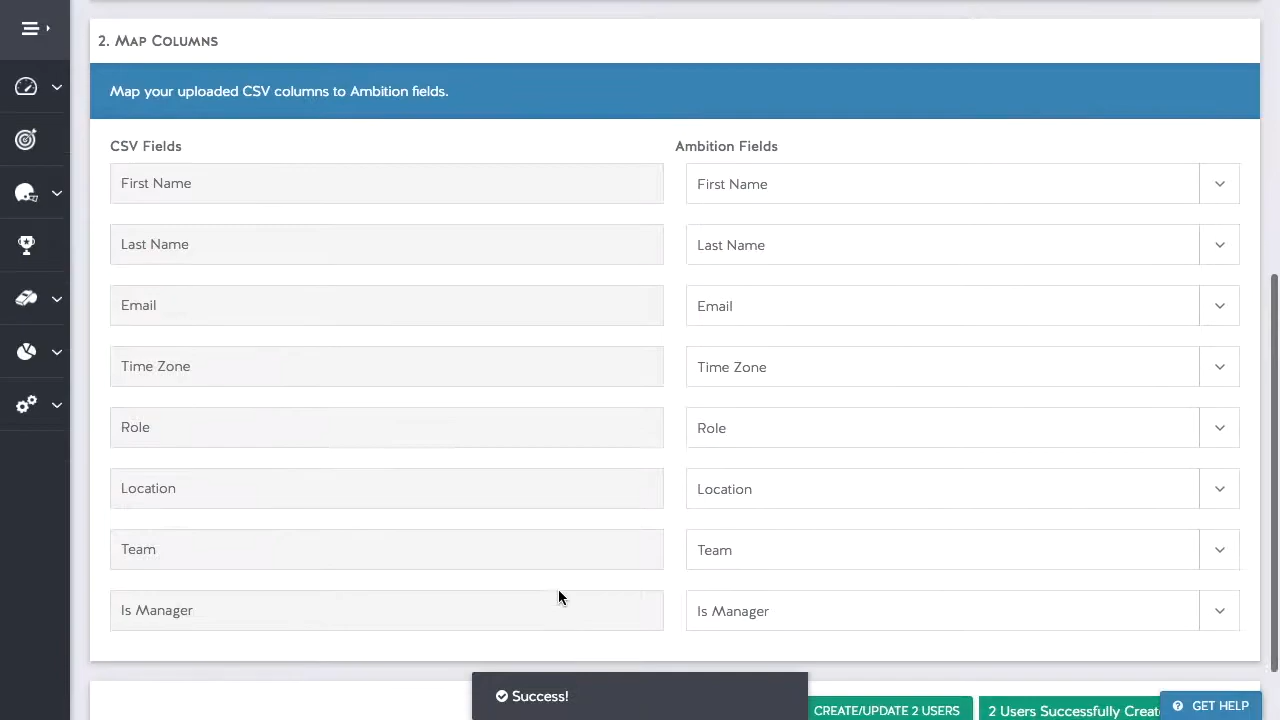 2. Map Columns
Map your uploaded CSV columns to Ambition fields.
CSV Fields
Ambition Fields
First Name
First Name
Last Name
Last Name
Email
Email
Time Zone
Time Zone
Role
Role
Location
Location
Team
Team
Is Manager
Is Manager
Success!
CREATE/UPDATE 2 USERS
2 Users Successfully Creat
GET HELP